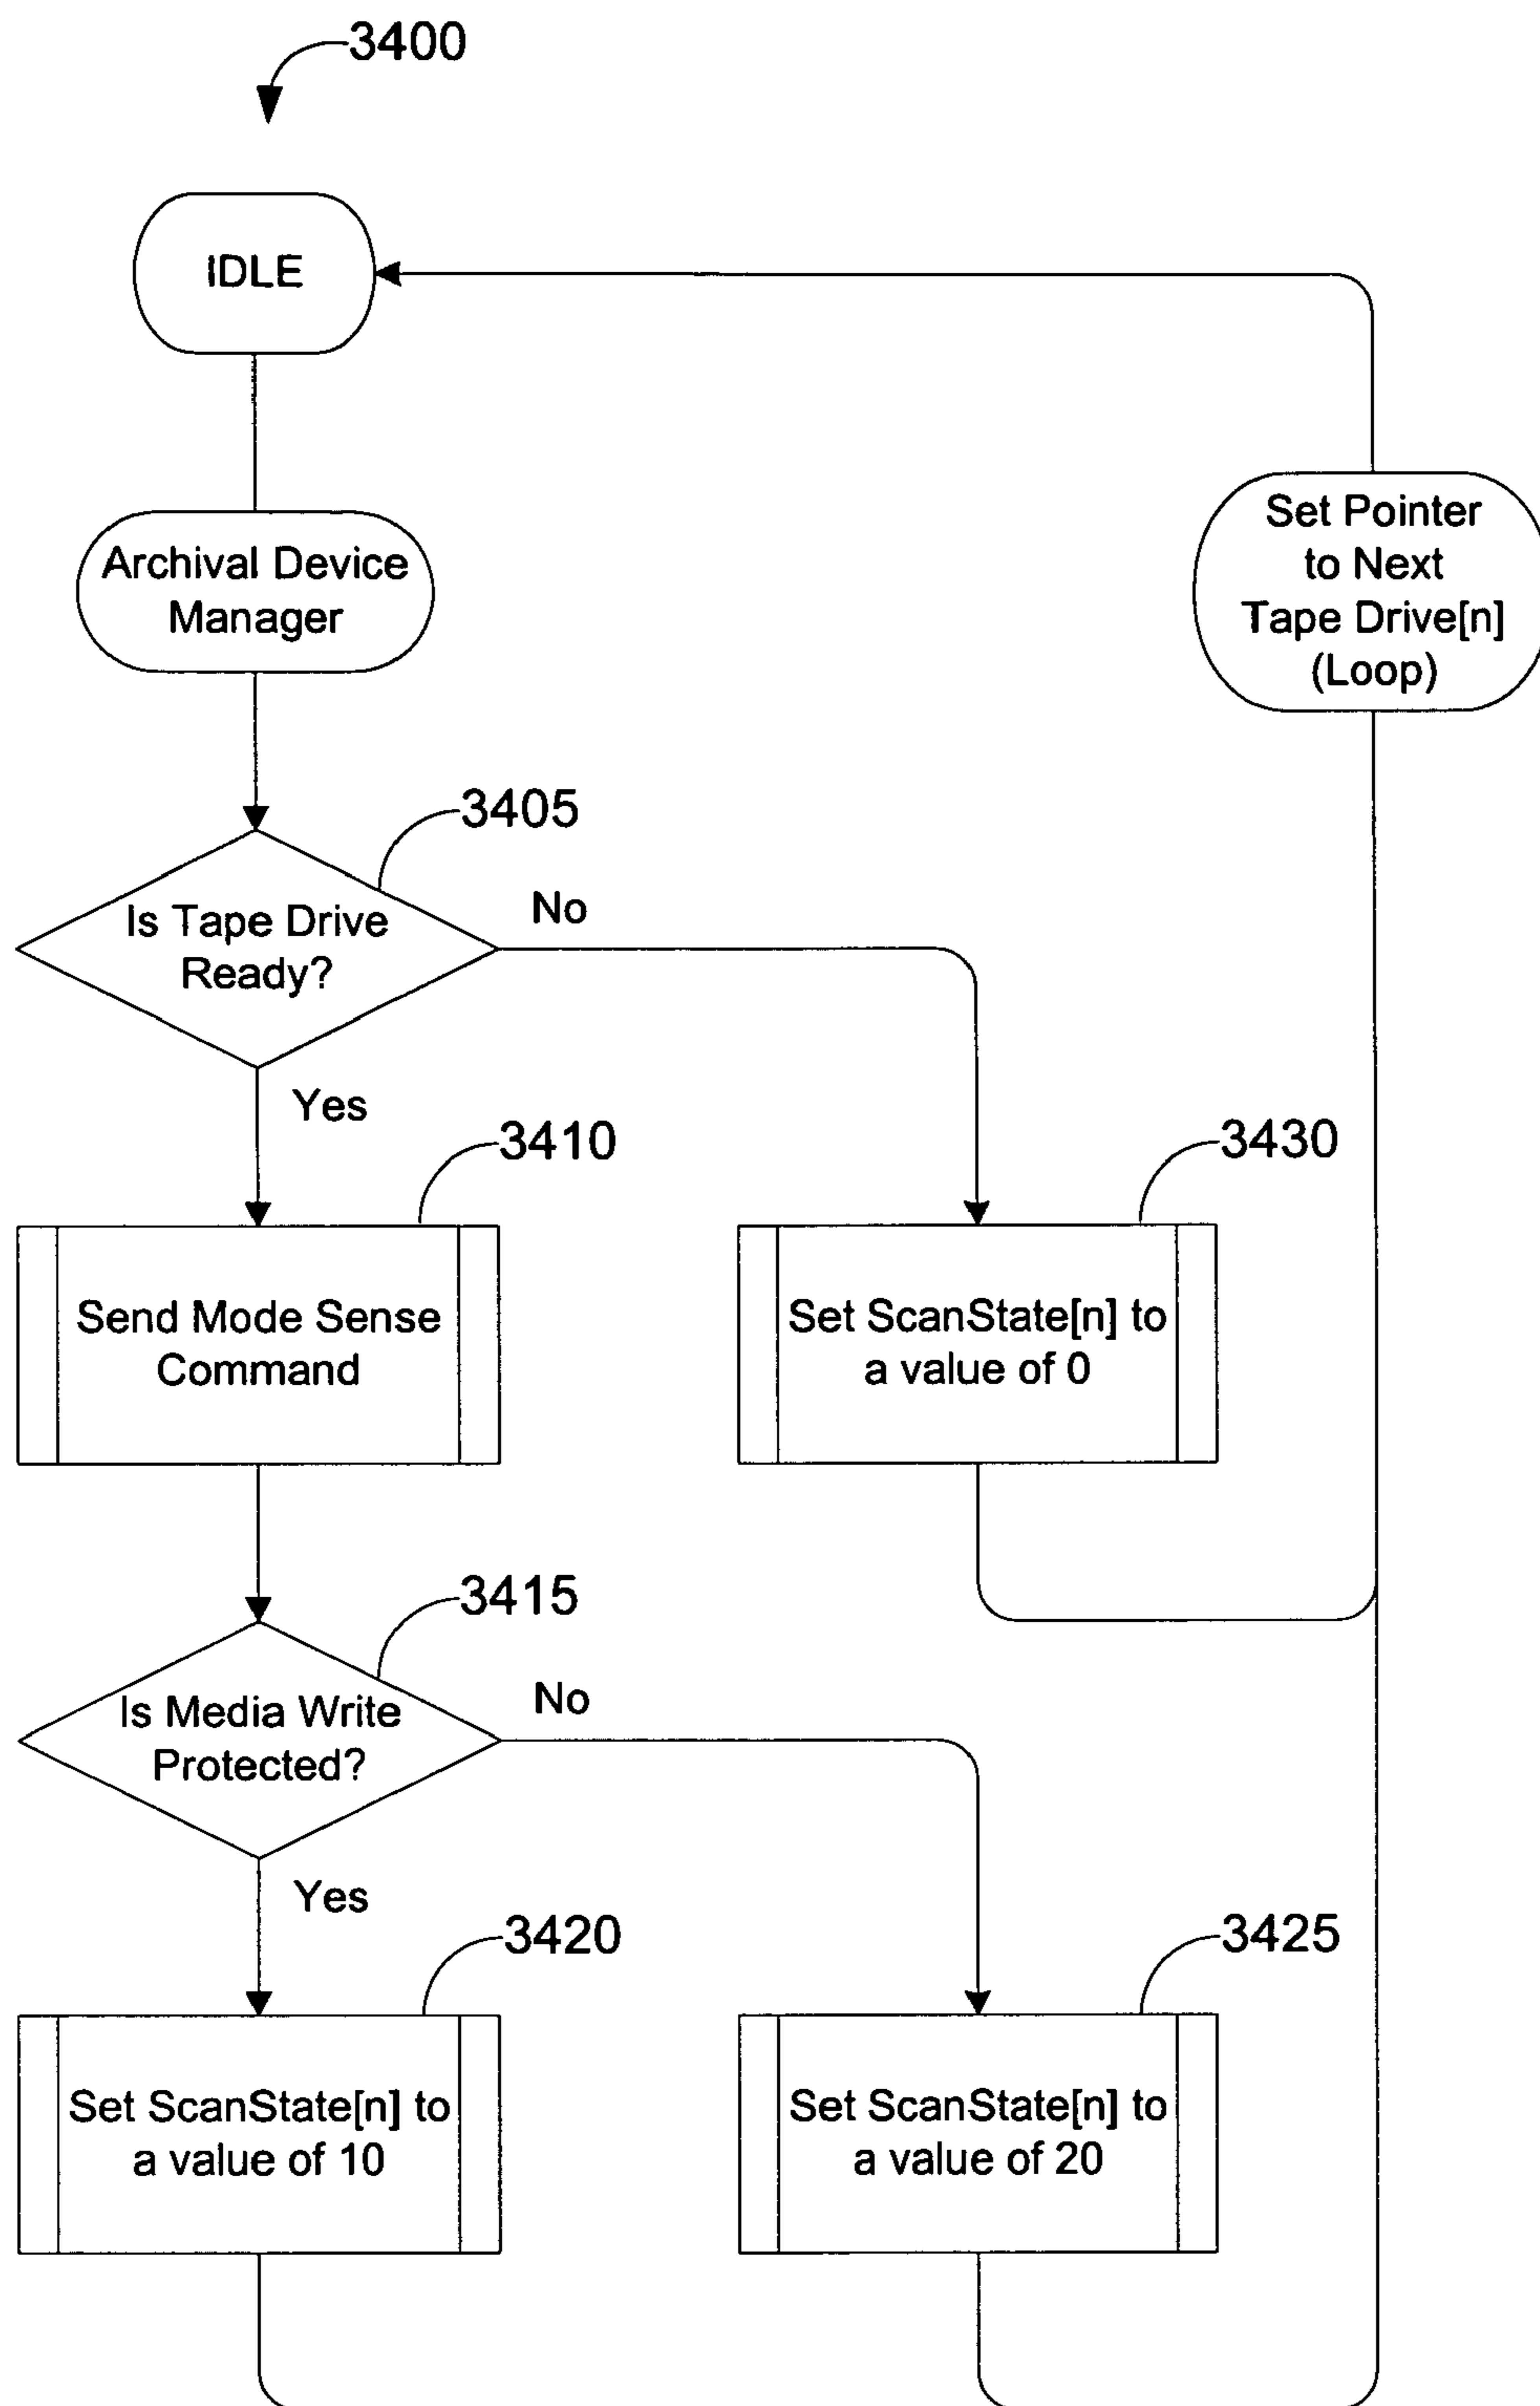 3400
IDLE
Archival Device
Manager
Set Pointer
to Next
Tape Drive[n]
(Loop)
3405
Is Tape Drive
Ready?
No
Yes
3410
Send Mode Sense
Command
3430
Set ScanState[n] to
a value of 0
3415
Is Media Write
Protected?
No
Yes
3420
Set ScanState[n] to
a value of 10
3425
Set ScanState[n] to
a value of 20